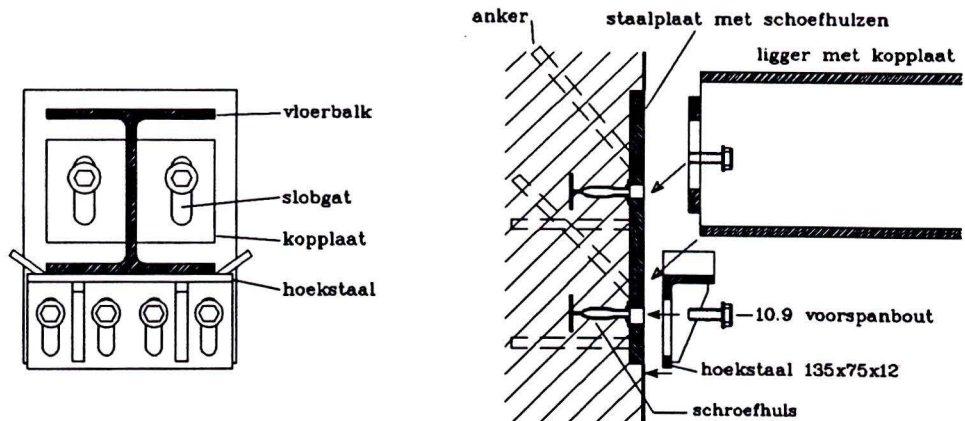 vloerbalk
slobgat
kopplaat
hoekstaal
anker
staalplaat met schoefhulzen
ligger met kopplaat
10.9 voorspanbout
hoekstaal 135x75x12
schroefhuls